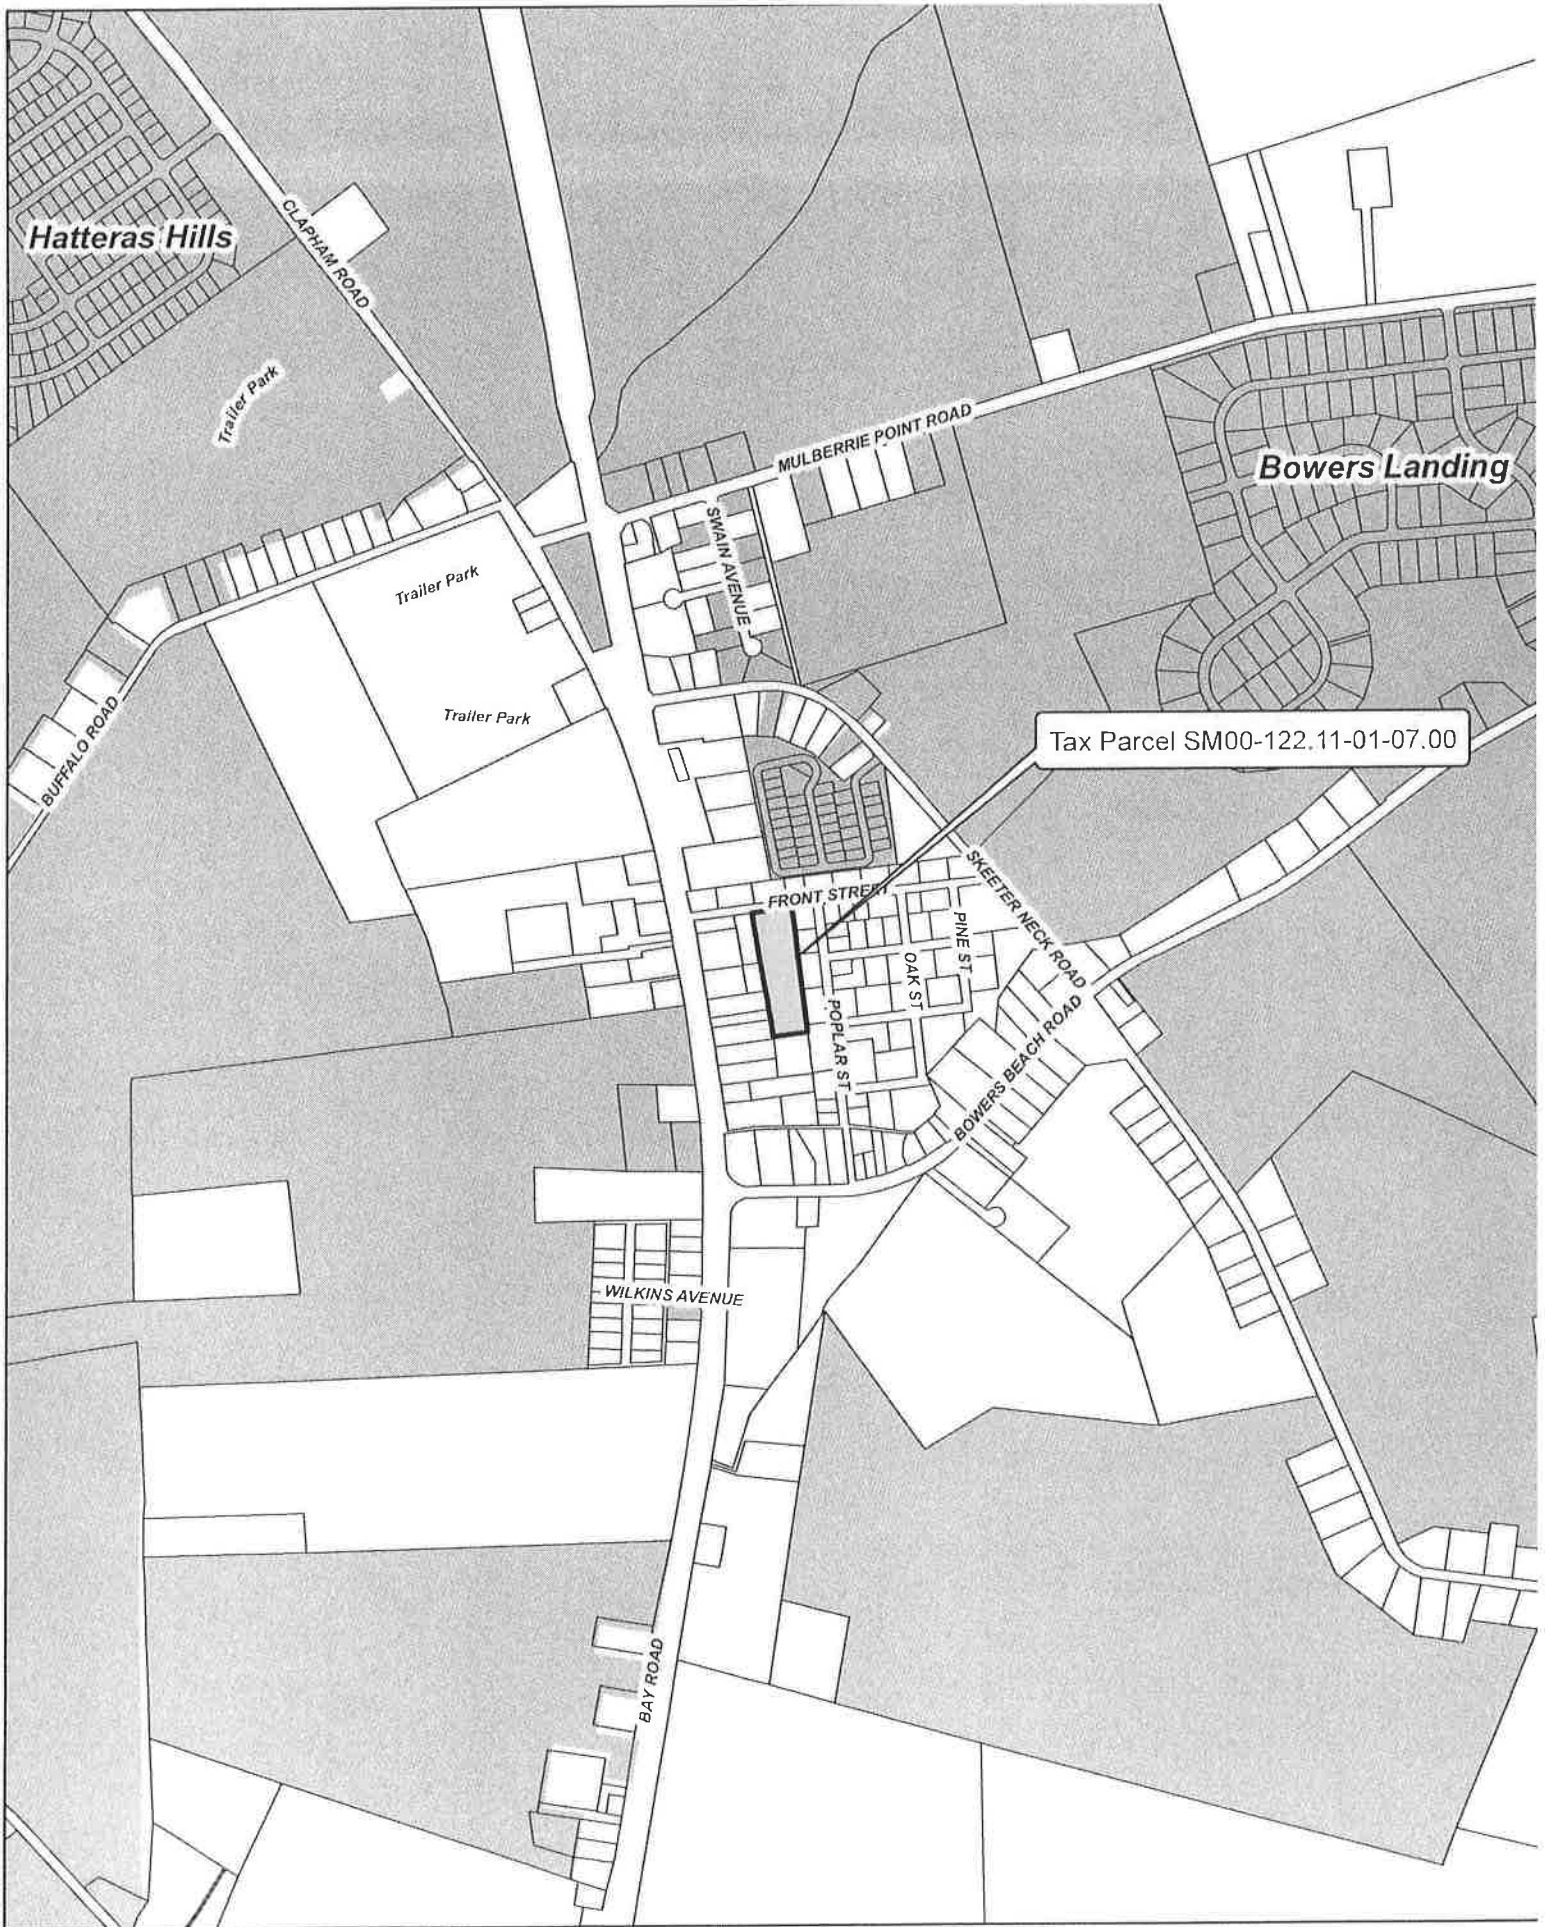 Hatteras Hills
CLAPHAM ROAD
Trailer Park
MULBERRIE POINT ROAD
Bowers Landing
SWAIN AVENUE
Trailer Park
Trailer Park
BUFFALO ROAD
Tax Parcel SM00-122.11-01-07.00
FRONT STREET
SKEETER NECK ROAD
PINE ST
OAK ST
POPLAR ST
BOWERS BEACH ROAD
WILKINS AVENUE
BAY ROAD